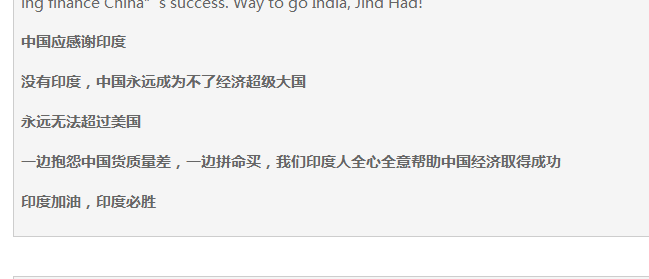 ing finance China" s success. Way to go India, Jind Had!
中国应感谢印度
没有印度，中国永远成为不了经济超级大国
永远无法超过美国
一边抱怨中国货质量差，一边拼命买，我们印度人全心全意帮助中国经济取得成功
印度加油，印度必胜